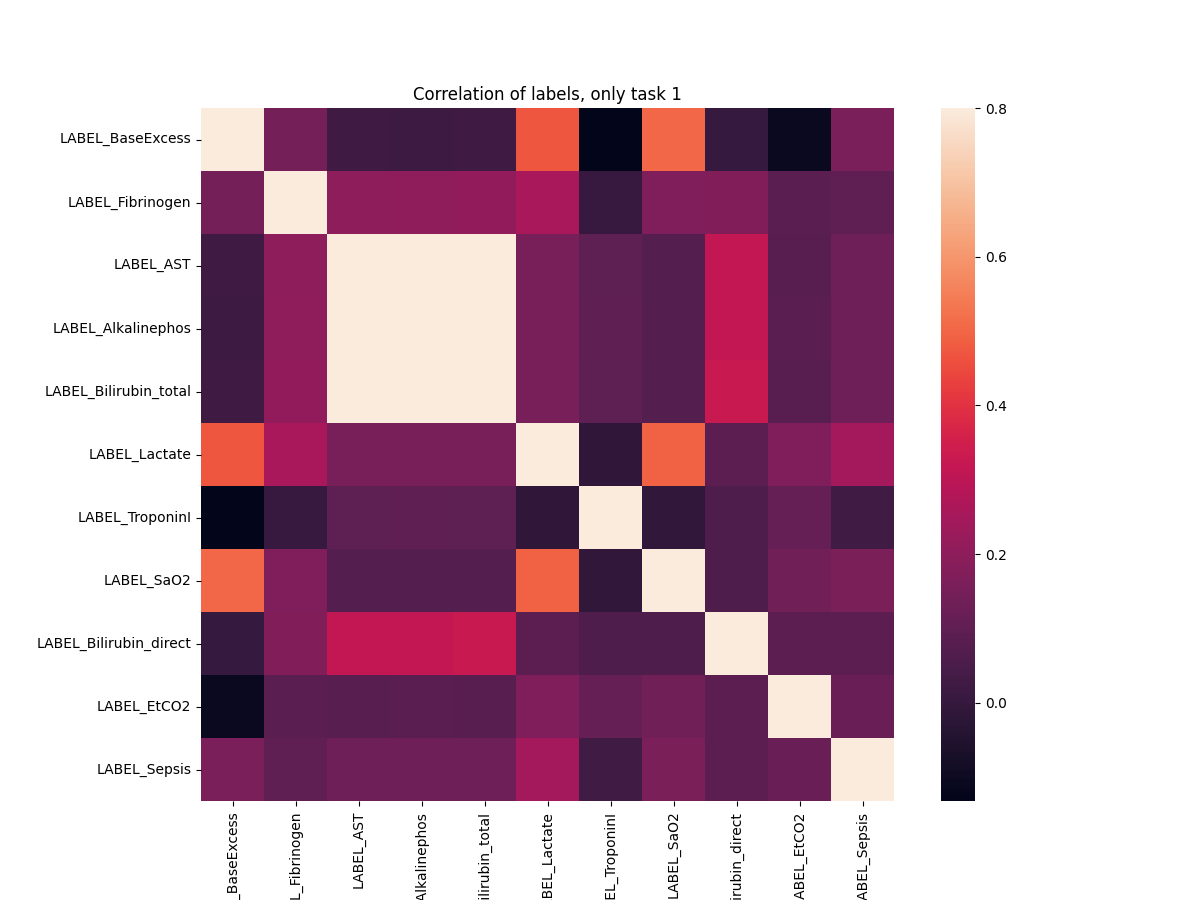 Correlation of labels, only task 1
LABEL_BaseExcess
LABEL_Fibrinogen
LABEL_AST
LABEL_Alkalinephos
LABEL_Bilirubin_total
LABEL_Lactate
LABEL_TroponinI
LABEL_SaO2
LABEL_Bilirubin_direct
LABEL_EtCO2
LABEL_Sepsis
0.8
0.6
0.4
0.2
0.0
_BaseExcess
L_Fibrinogen
LABEL_AST
Alkalinephos
ilirubin_total
BEL_Lactate
EL_TroponinI
LABEL_SaO2
irubin_direct
ABEL_EtCO2
ABEL_Sepsis